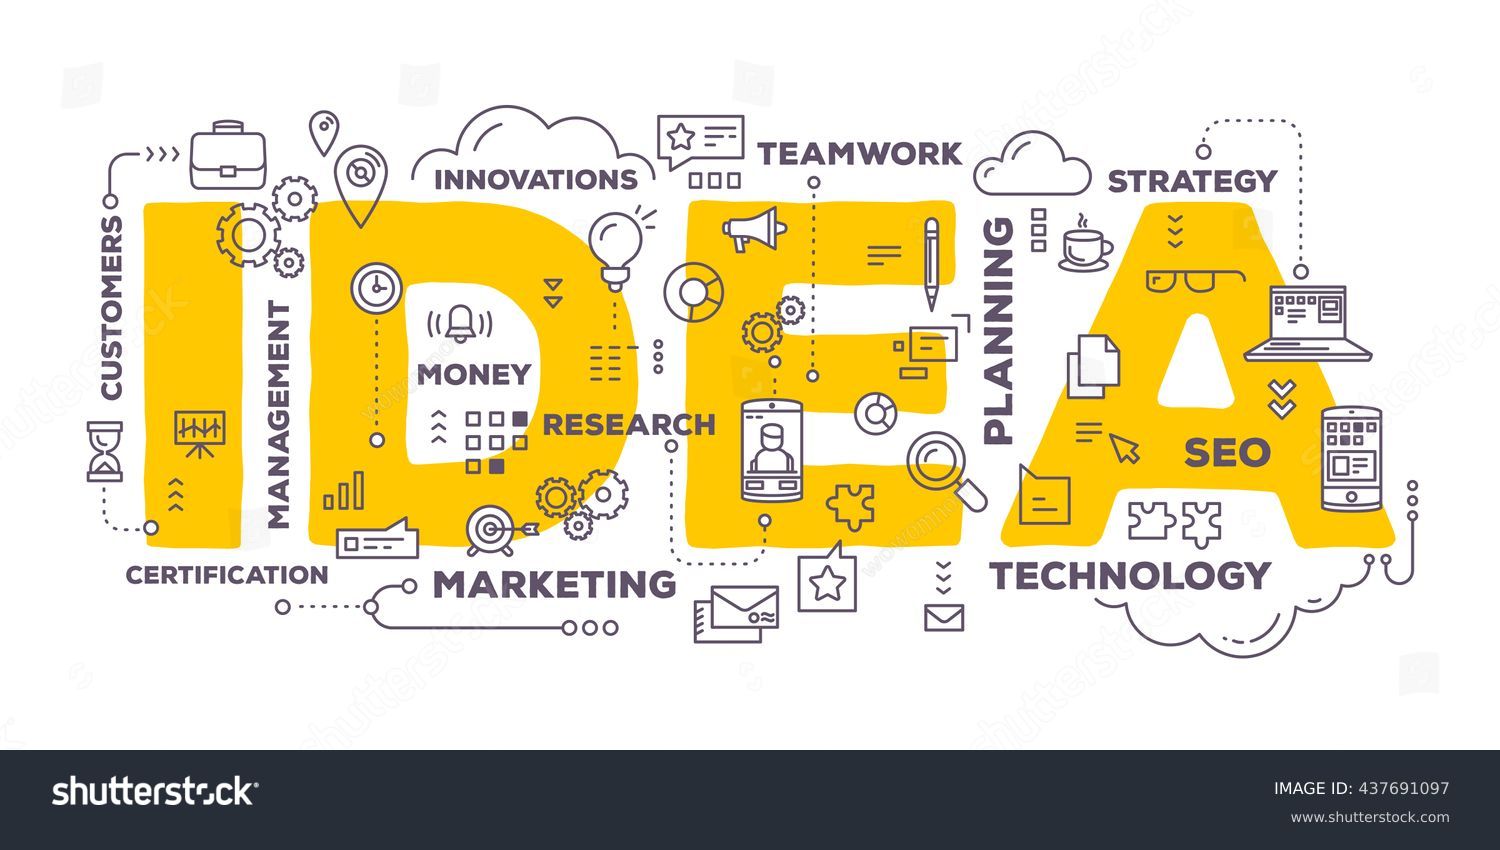 INNOVATIONS
TEAMWORK
STRATEGY
CUSTOMERS
IDEA
MANAGEMENT
MONEY
RESEARCH
PLANNING
SEO
CERTIFICATION
MARKETING
TECHNOLOGY
shutterstock
IMAGE ID: 437691097
www.shutterstock.com